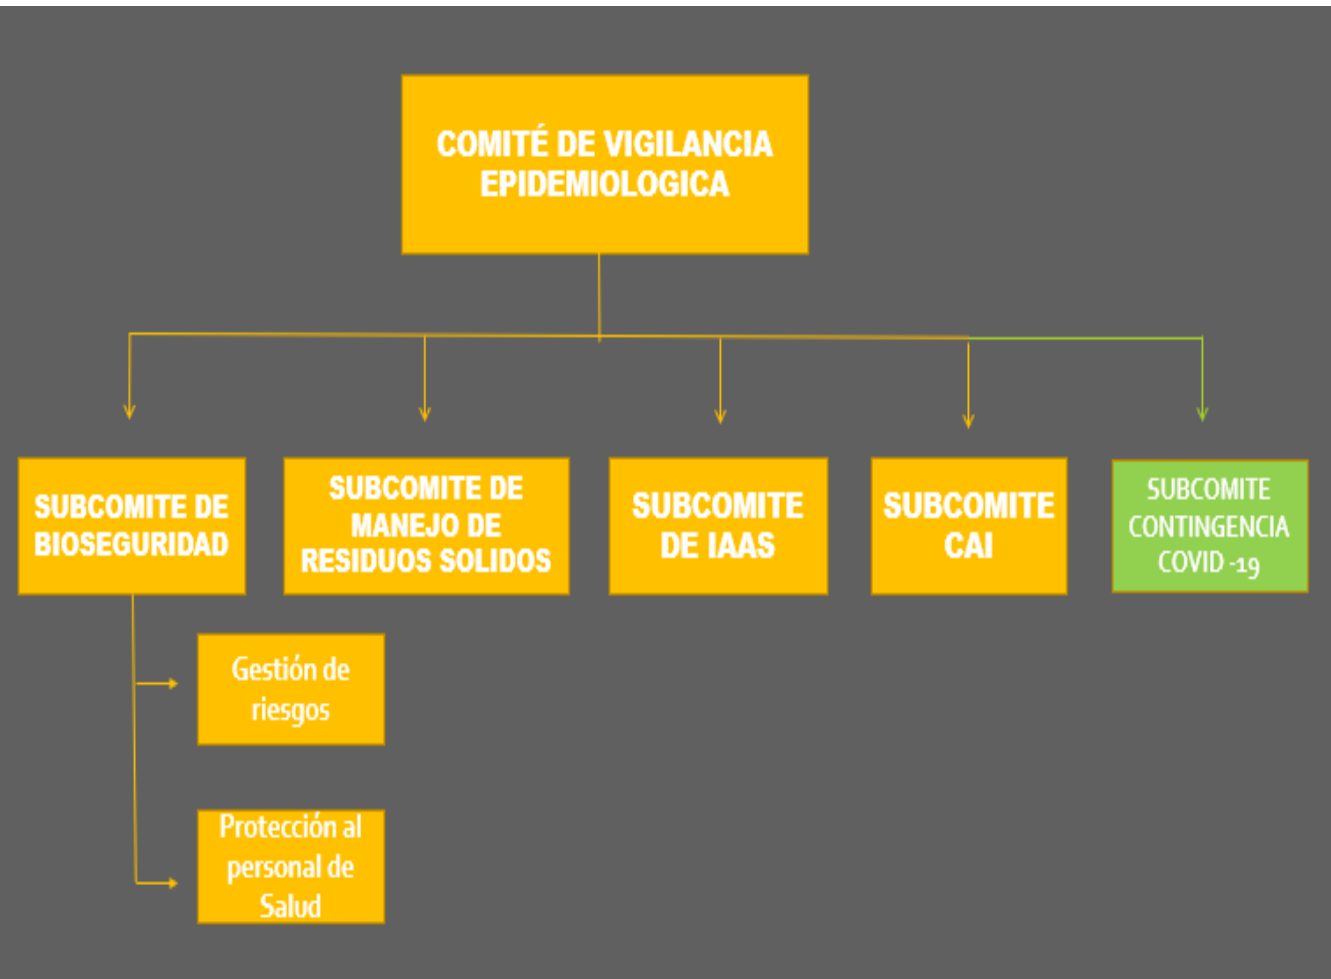 COMITÉ DE VIGILANCIA
EPIDEMIOLOGICA
SUBCOMITE DE
BIOSEGURIDAD
SUBCOMITE DE
MANEJO DE
RESIDUOS SOLIDOS
SUBCOMITE
DE IAAS
SUBCOMITE
CAI
SUBCOMITE
CONTINGENCIA
COVID -19
Gestión de
riesgos
Protección al
personal de
Salud